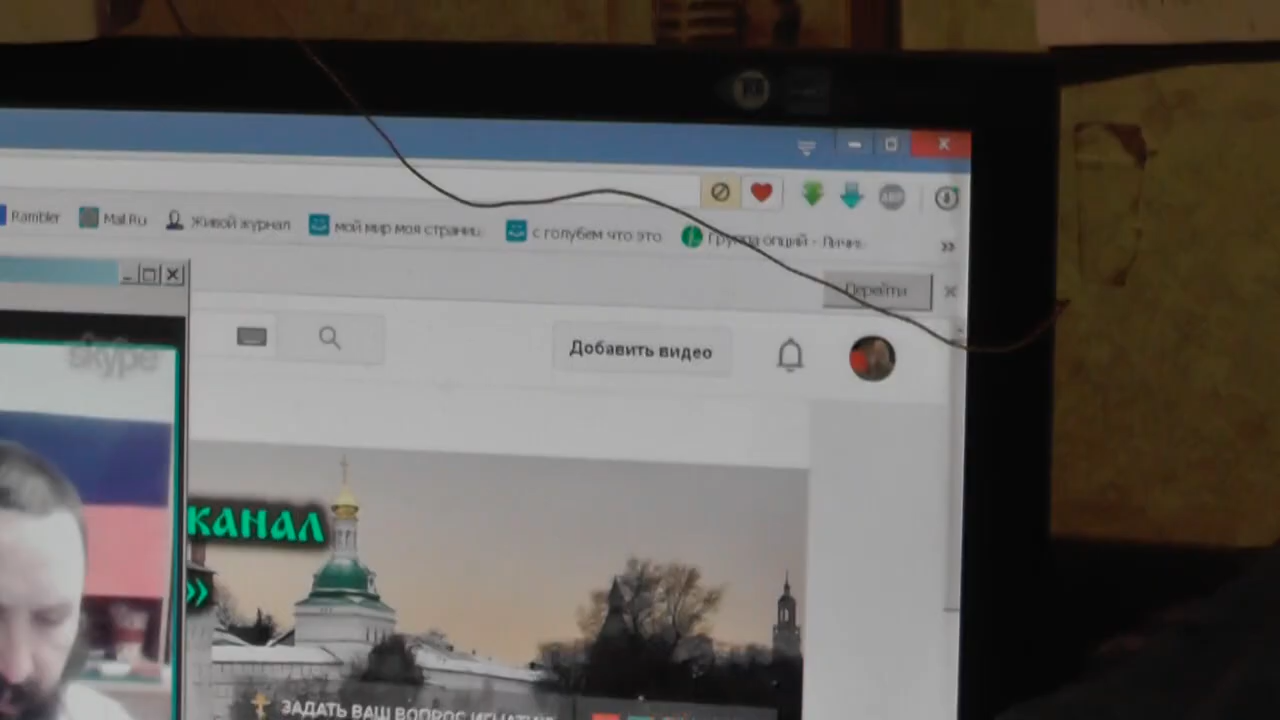 Rambler
Mail.Ru
Живой журнал
мой мир моя страниц
с голубем что это
Группа опций - Личн
»
Перейти
skype
Добавить видео
КАНАЛ
»
ЗАДАТЬ ВАШ ВОПРОС